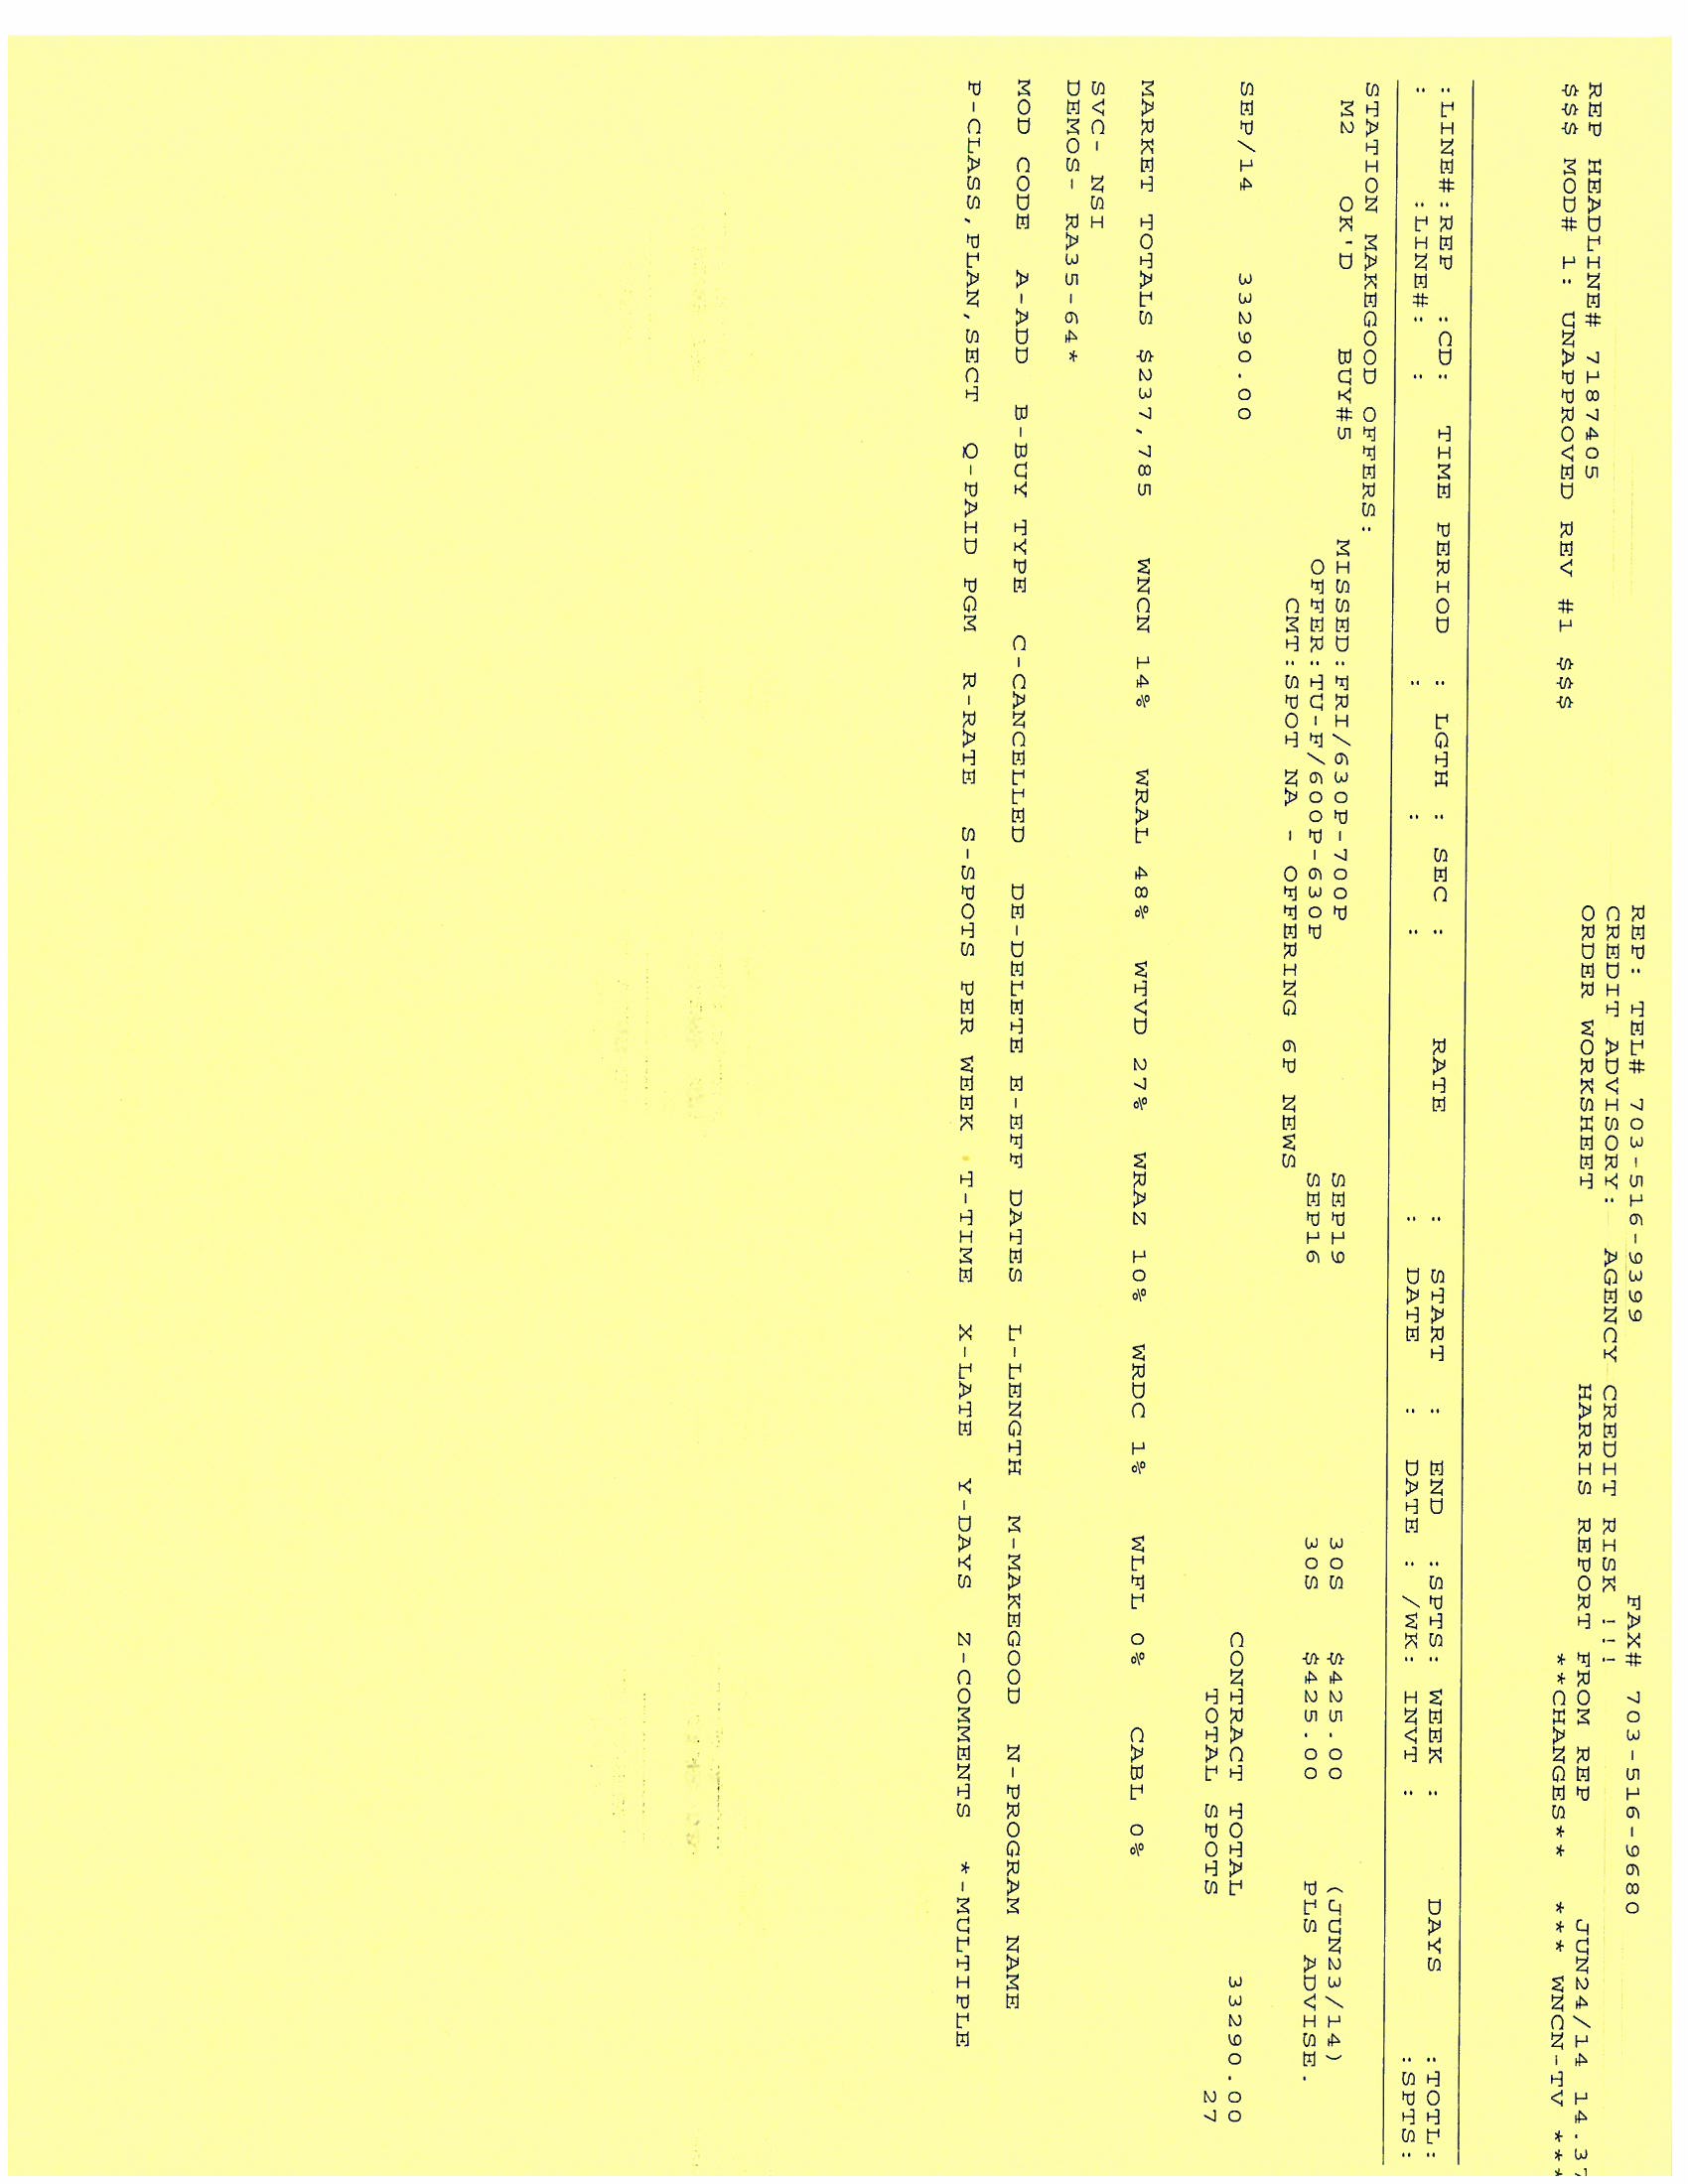 REP: TEL# 703-516-9399 FAX# 703-516-9680
CREDIT ADVISORY: AGENCY CREDIT RISK !!!
REP HEADLINE# 7187405 ORDER WORKSHEET HARRIS REPORT FROM REP JUN24/14 14.37
$$$ MOD# 1: UNAPPROVED REV #1 $$$ **CHANGES** *** WNCN-TV ***
:LINE#:REP :CD: TIME PERIOD : LGTH : SEC : RATE : START : END :SPTS: WEEK : DAYS :TOTL:
: :LINE#: : : : : : DATE : DATE : /WK: INVT : :SPTS:
STATION MAKEGOOD OFFERS:
M2 OK'D BUY#5 MISSED:FRI/630P-700P SEP19 30S $425.00 (JUN23/14)
OFFER:TU-F/600P-630P SEP16 30S $425.00 PLS ADVISE.
CMT:SPOT NA - OFFERING 6P NEWS
SEP/14 33290.00 CONTRACT TOTAL 33290.00
TOTAL SPOTS 27
MARKET TOTALS $237,785 WNCN 14% WRAL 48% WTVD 27% WRAZ 10% WRDC 1% WLFL 0% CABL 0%
SVC- NSI
DEMOS- RA35-64*
MOD CODE A-ADD B-BUY TYPE C-CANCELLED DE-DELETE E-EFF DATES L-LENGTH M-MAKEGOOD N-PROGRAM NAME
P-CLASS,PLAN,SECT Q-PAID PGM R-RATE S-SPOTS PER WEEK T-TIME X-LATE Y-DAYS Z-COMMENTS *-MULTIPLE